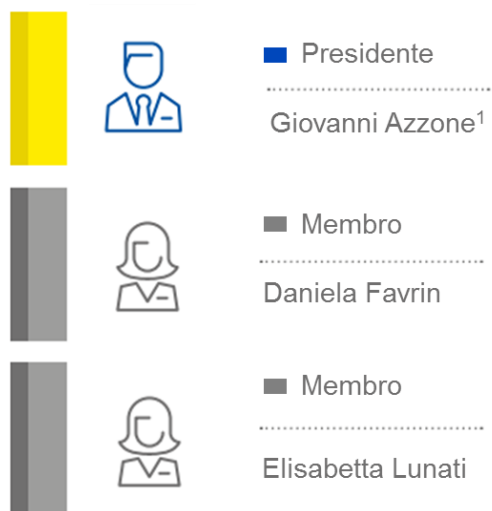 Presidente
Giovanni Azzone¹
Membro
Daniela Favrin
Membro
Elisabetta Lunati